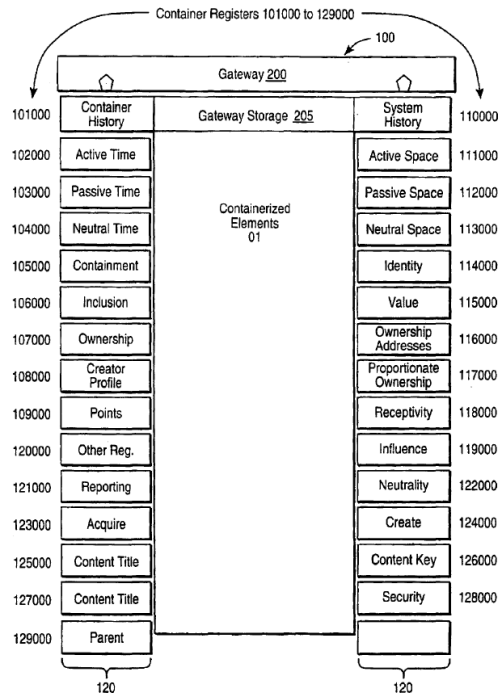 Container Registers 101000 to 129000
100
Gateway 200
101000 Container History Gateway Storage 205 System History 110000
102000 Active Time Active Space 111000
103000 Passive Time Passive Space 112000
104000 Neutral Time Containerized Elements 01 Neutral Space 113000
105000 Containment Identity 114000
106000 Inclusion Value 115000
107000 Ownership Ownership Addresses 116000
108000 Creator Profile Proportionate Ownership 117000
109000 Points Receptivity 118000
120000 Other Reg. Influence 119000
121000 Reporting Neutrality 122000
123000 Acquire Create 124000
125000 Content Title Content Key 126000
127000 Content Title Security 128000
129000 Parent
120 120